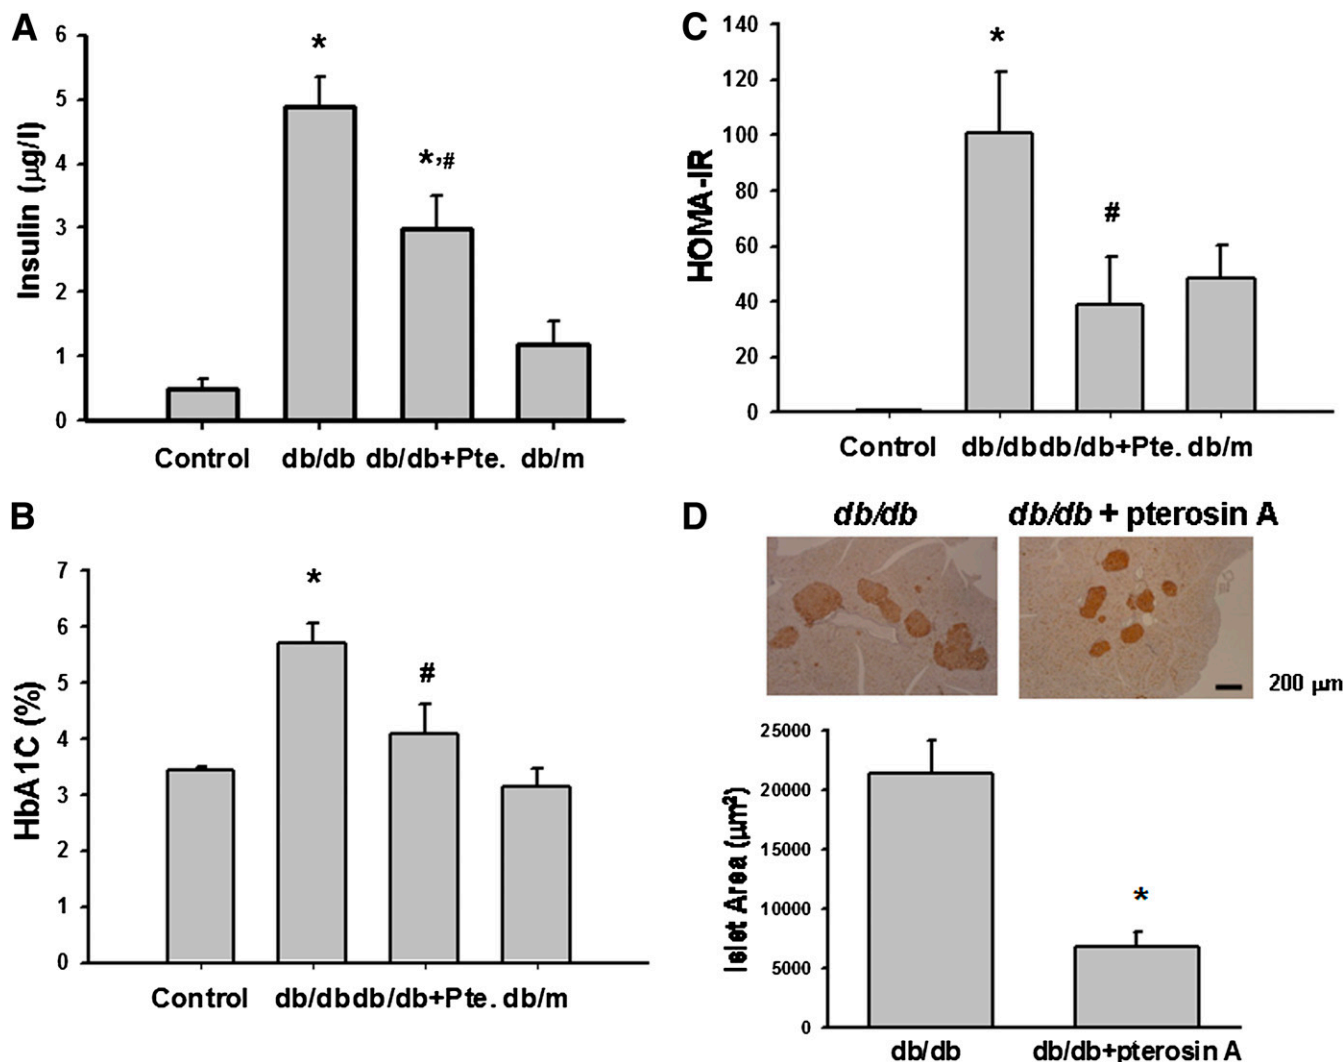 A
Insulin (µg/l)
6
5
4
3
2
1
0
*
*,#
Control db/db db/db+Pte. db/m
B
HbA1C (%)
7
6
5
4
3
2
1
0
*
#
Control db/db db/db+Pte. db/m
C
HOMA-IR
140
120
100
80
60
40
20
0
*
#
Control db/db db/db+Pte. db/m
D
db/db db/db + pterosin A
200 µm
Islet Area (µm²)
25000
20000
15000
10000
5000
0
*
db/db db/db+pterosin A